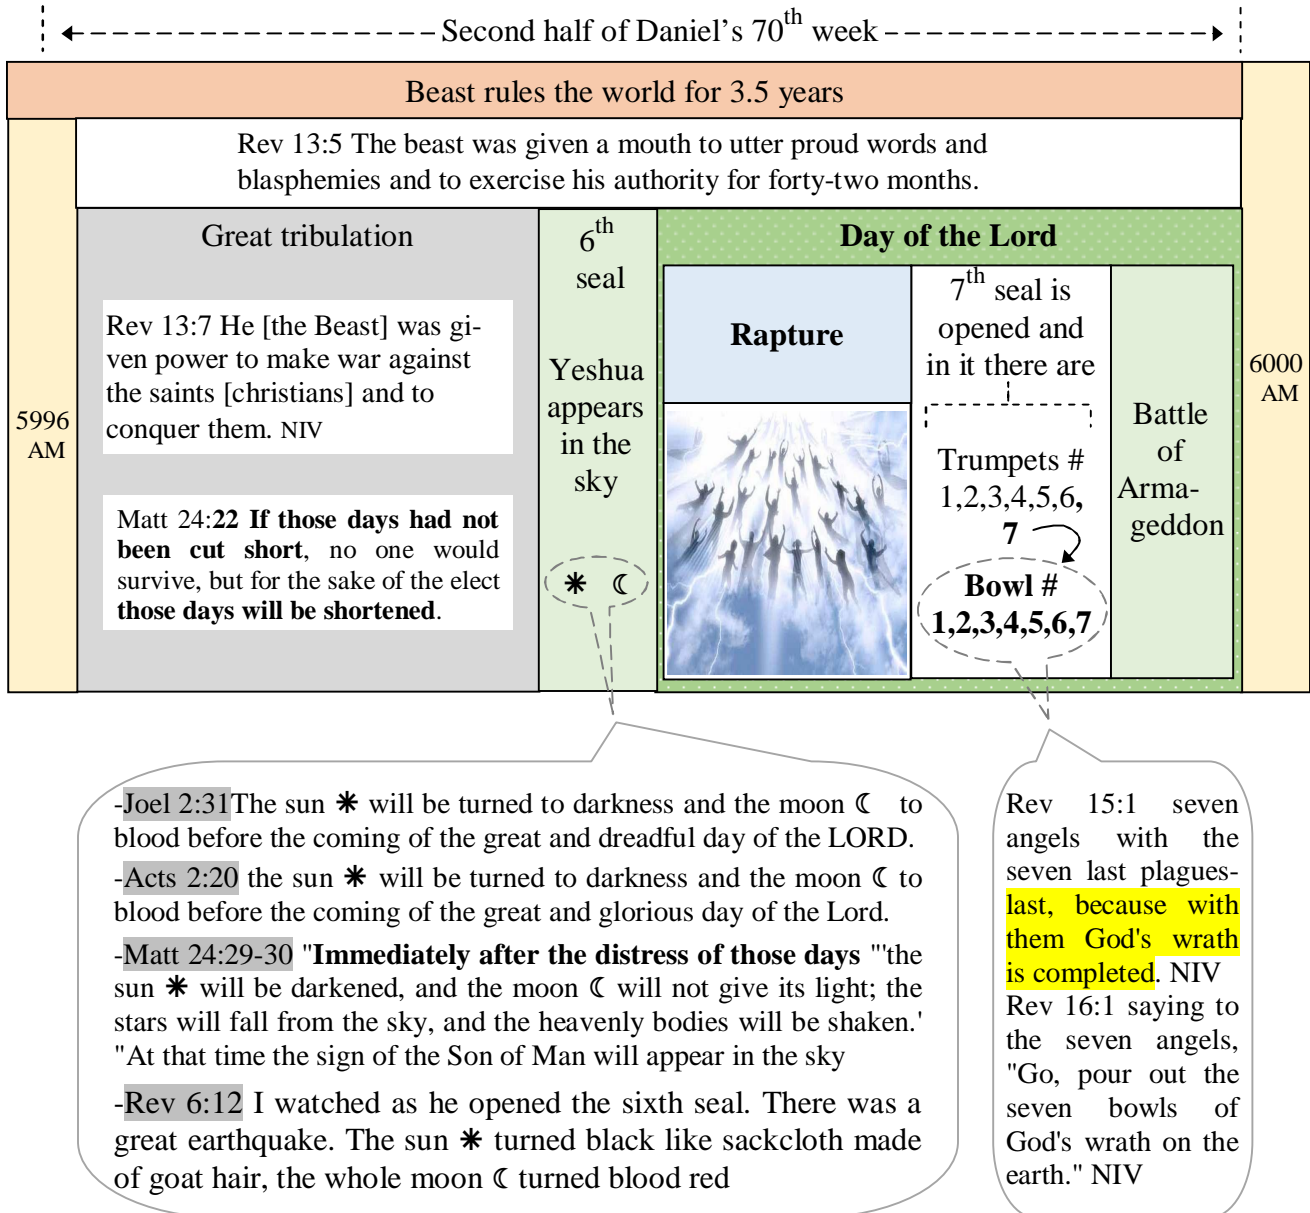 Second half of Daniel's 70th week
Beast rules the world for 3.5 years
Rev 13:5 The beast was given a mouth to utter proud words and
blasphemies and to exercise his authority for forty-two months.
5996
AM
Great tribulation
Rev 13:7 He [the Beast] was gi-
ven power to make war against
the saints [christians] and to
conquer them. NIV
Matt 24:22 If those days had not
been cut short, no one would
survive, but for the sake of the elect
those days will be shortened.
6th
seal
Yeshua
appears
in the
sky
☀ ☾
Day of the Lord
Rapture
7th seal is
opened and
in it there are
Trumpets #
1,2,3,4,5,6,
7
Bowl #
1,2,3,4,5,6,7
Battle
of
Arma-
geddon
6000
AM
-Joel 2:31The sun ☀ will be turned to darkness and the moon ☾ to
blood before the coming of the great and dreadful day of the LORD.
-Acts 2:20 the sun ☀ will be turned to darkness and the moon ☾ to
blood before the coming of the great and glorious day of the Lord.
-Matt 24:29-30 "Immediately after the distress of those days "'the
sun ☀ will be darkened, and the moon ☾ will not give its light; the
stars will fall from the sky, and the heavenly bodies will be shaken.'
"At that time the sign of the Son of Man will appear in the sky
-Rev 6:12 I watched as he opened the sixth seal. There was a
great earthquake. The sun ☀ turned black like sackcloth made
of goat hair, the whole moon ☾ turned blood red
Rev 15:1 seven
angels with the
seven last plagues-
last, because with
them God's wrath
is completed. NIV
Rev 16:1 saying to
the seven angels,
"Go, pour out the
seven bowls of
God's wrath on the
earth." NIV